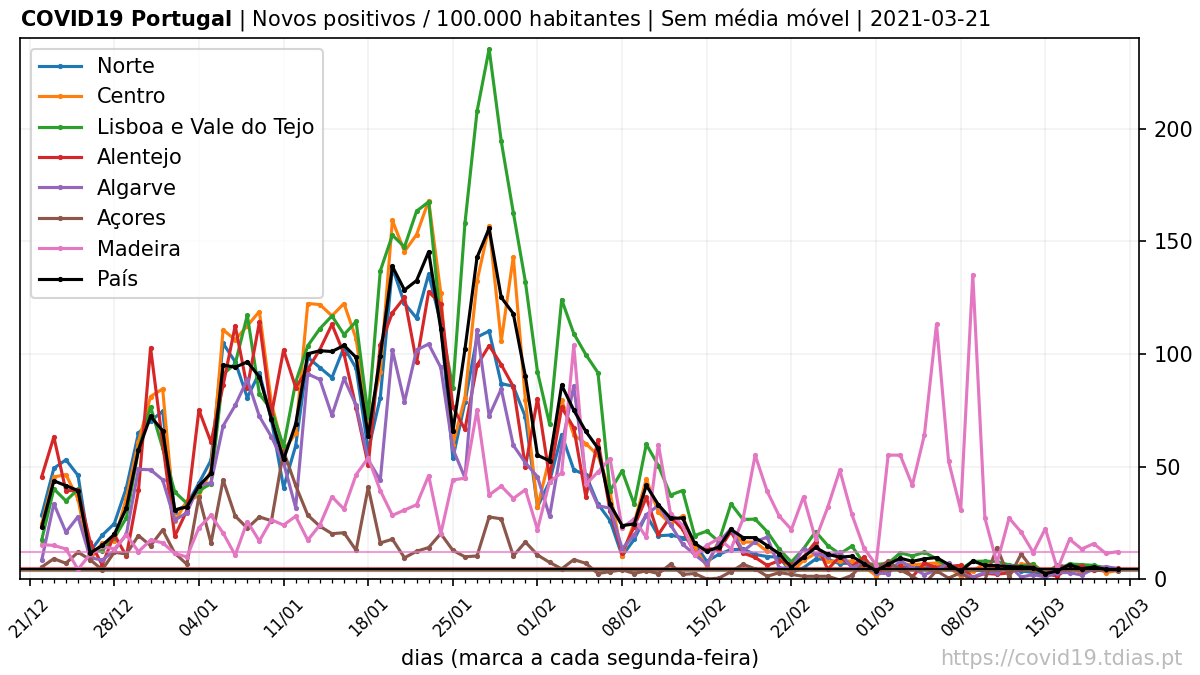 COVID19 Portugal | Novos positivos / 100.000 habitantes | Sem média móvel | 2021-03-21
Norte
Centro
Lisboa e Vale do Tejo
Alentejo
Algarve
Açores
Madeira
País
200
150
100
50
0
21/12 28/12 04/01 11/01 18/01 25/01 01/02 08/02 15/02 22/02 01/03 08/03 15/03 22/03
dias (marca a cada segunda-feira)
https://covid19.tdias.pt